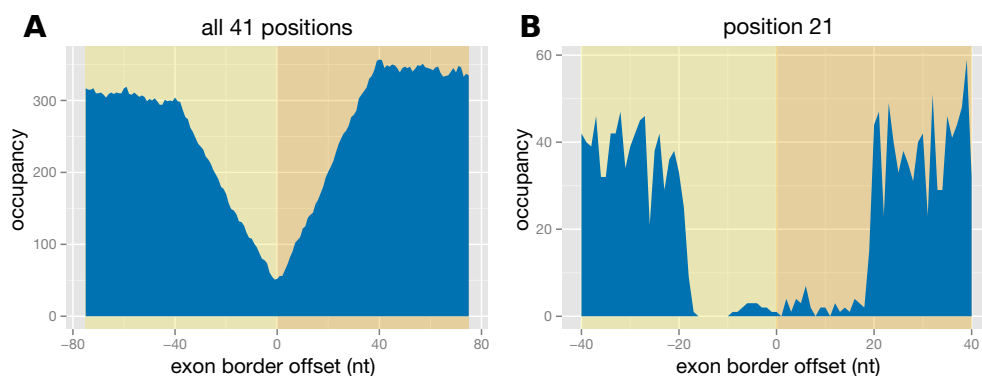 A
all 41 positions
occupancy
300
200
100
0
−80
−40
0
40
80
exon border offset (nt)
B
position 21
occupancy
60
40
20
0
−40
−20
0
20
40
exon border offset (nt)